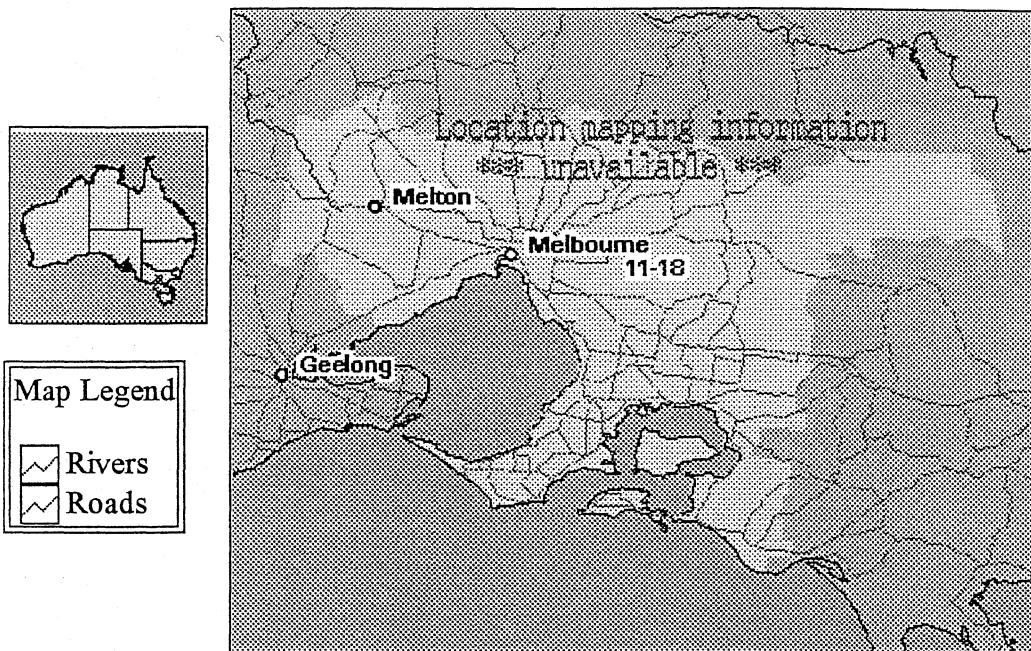 Location mapping information
*** unavailable ***
Melton
Melbourne
11-18
Geelong
Map Legend
Rivers
Roads